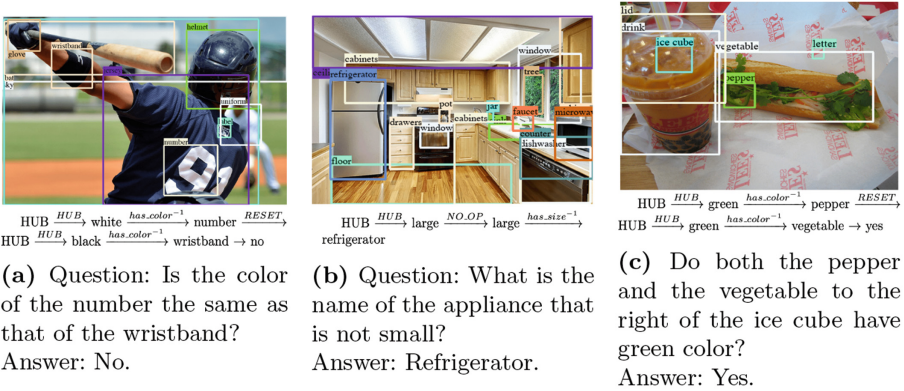 helmet
glove
wristband
sky
uniform
number
9
cabinets
window
refrigerator
tree
pot
jar
drawers
cabinets
faucet
microwave
window
counter
dishwasher
floor
lid
drink
ice cube
vegetable
letter
pepper
HUB —HUB→ white —has_color⁻¹→ number —RESET→
HUB —HUB→ black —has_color⁻¹→ wristband → no
HUB —HUB→ large —NO_OP→ large —has_size⁻¹→
refrigerator
HUB —HUB→ green —has_color⁻¹→ pepper —RESET→
HUB —HUB→ green —has_color⁻¹→ vegetable → yes
(a) Question: Is the color
of the number the same as
that of the wristband?
Answer: No.
(b) Question: What is the
name of the appliance that
is not small?
Answer: Refrigerator.
(c) Do both the pepper
and the vegetable to the
right of the ice cube have
green color?
Answer: Yes.